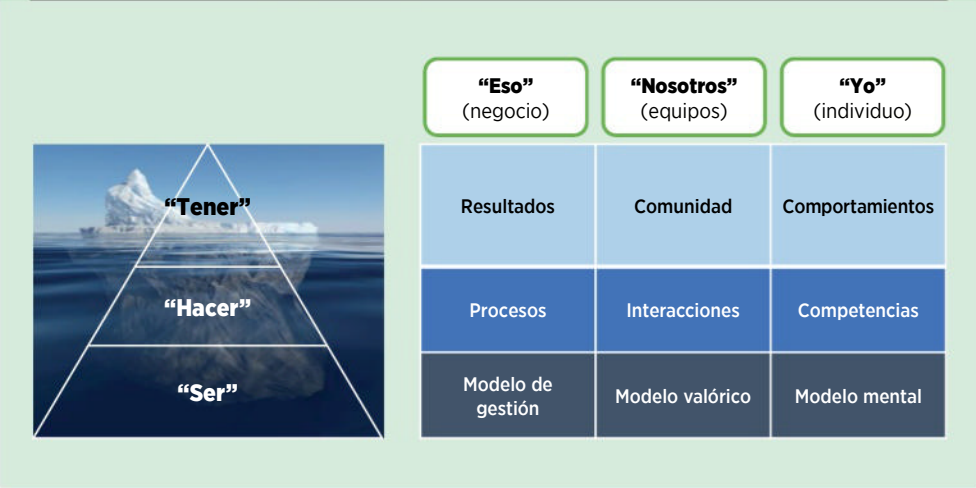 “Eso”
(negocio)
“Nosotros”
(equipos)
“Yo”
(individuo)
“Tener”
Resultados
Comunidad
Comportamientos
“Hacer”
Procesos
Interacciones
Competencias
“Ser”
Modelo de
gestión
Modelo valórico
Modelo mental